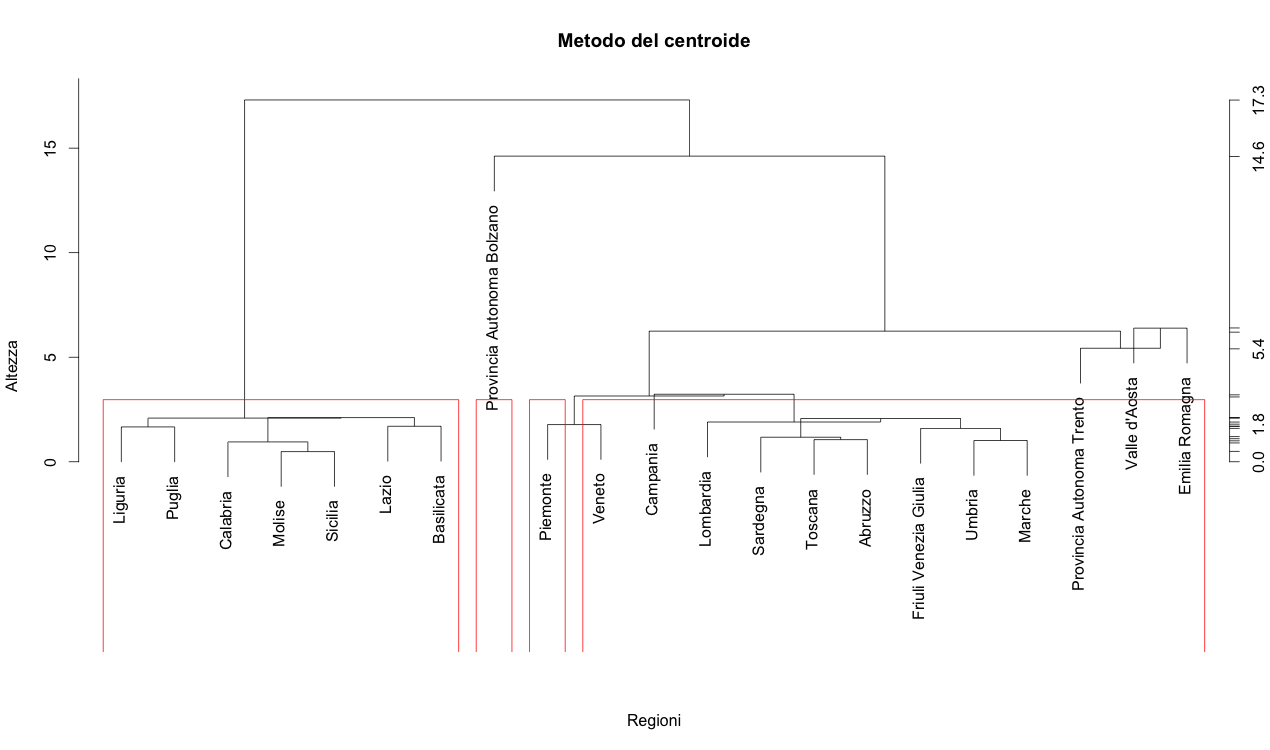 Metodo del centroide
Altezza
15
10
5
0
17.3
14.6
5.4
1.8
0.0
Liguria
Puglia
Calabria
Molise
Sicilia
Lazio
Basilicata
Provincia Autonoma Bolzano
Piemonte
Veneto
Campania
Lombardia
Sardegna
Toscana
Abruzzo
Friuli Venezia Giulia
Umbria
Marche
Provincia Autonoma Trento
Valle d'Aosta
Emilia Romagna
Regioni